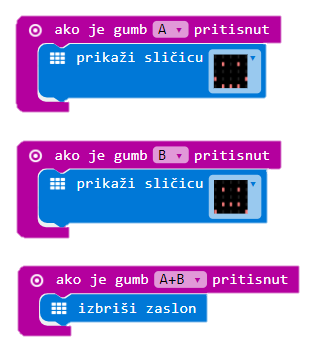 ako je gumb A pritisnut
prikaži sličicu
ako je gumb B pritisnut
prikaži sličicu
ako je gumb A+B pritisnut
izbriši zaslon